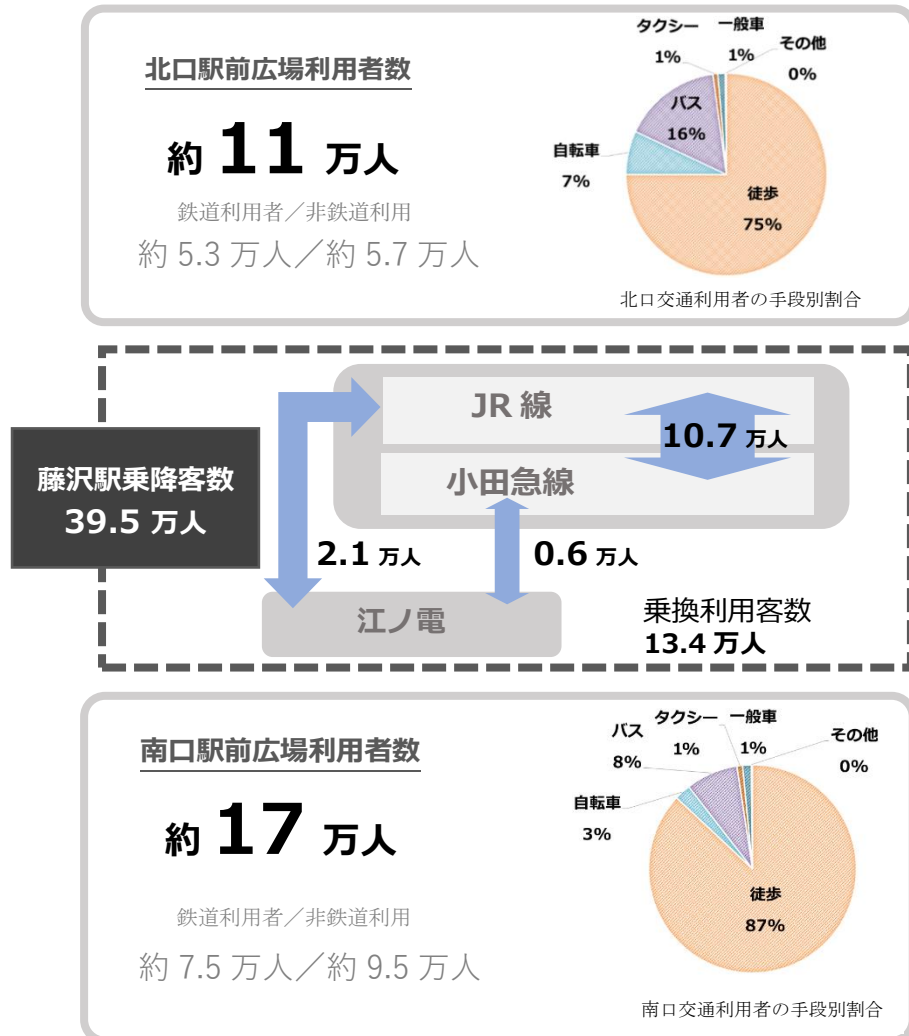 北口駅前広場利用者数
約 11 万人
鉄道利用者／非鉄道利用
約 5.3 万人／約 5.7 万人
タクシー
1%
一般車
1%
その他
0%
バス
16%
自転車
7%
徒歩
75%
北口交通利用者の手段別割合
藤沢駅乗降客数
39.5 万人
JR 線
10.7 万人
小田急線
2.1 万人
0.6 万人
江ノ電
乗換利用客数
13.4 万人
南口駅前広場利用者数
約 17 万人
鉄道利用者／非鉄道利用
約 7.5 万人／約 9.5 万人
バス
8%
タクシー
1%
一般車
1%
その他
0%
自転車
3%
徒歩
87%
南口交通利用者の手段別割合